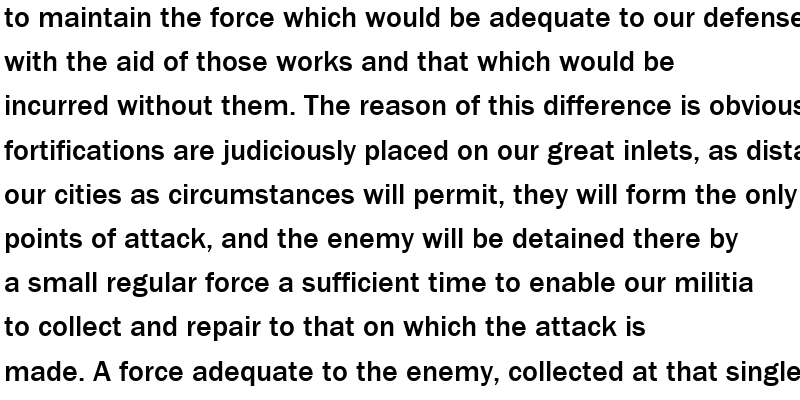 to maintain the force which would be adequate to our defense
with the aid of those works and that which would be
incurred without them. The reason of this difference is obvious
fortifications are judiciously placed on our great inlets, as
our cities as circumstances will permit, they will form the only
points of attack, and the enemy will be detained there by
a small regular force a sufficient time to enable our militia
to collect and repair to that on which the attack is
made. A force adequate to the enemy, collected at that single